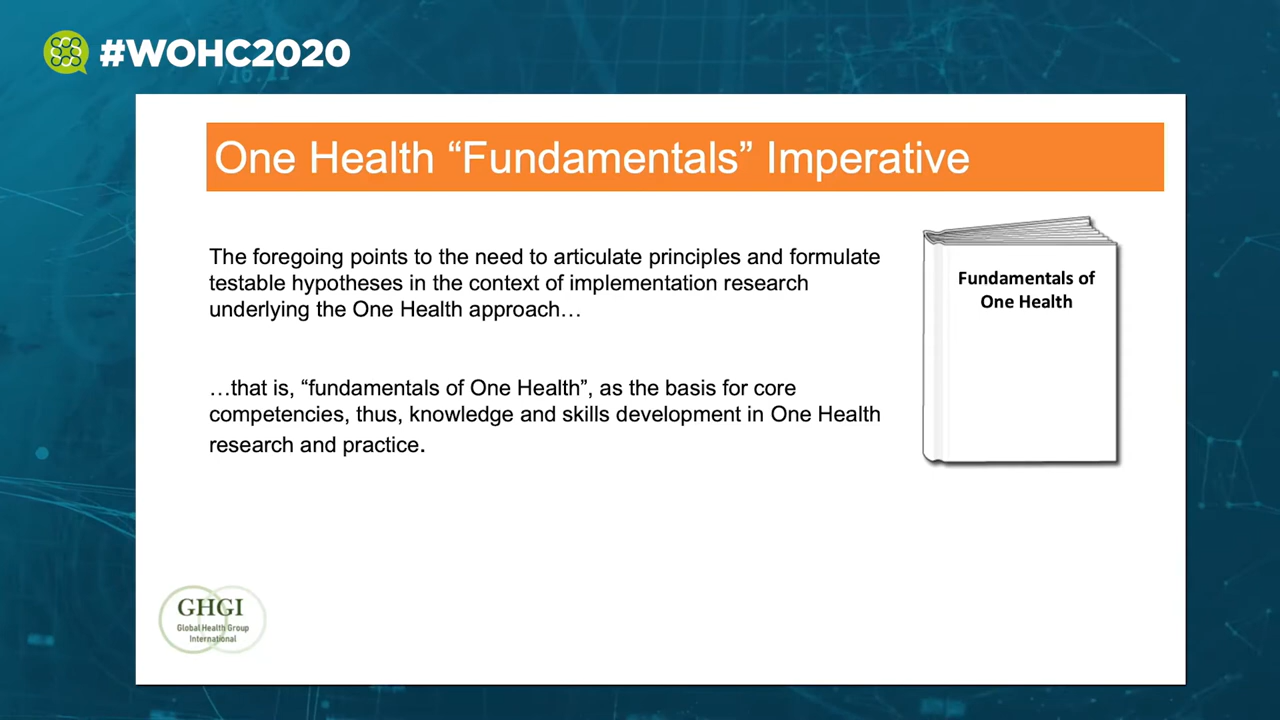 #WOHC2020
One Health “Fundamentals” Imperative
The foregoing points to the need to articulate principles and formulate
testable hypotheses in the context of implementation research
underlying the One Health approach…
…that is, “fundamentals of One Health”, as the basis for core
competencies, thus, knowledge and skills development in One Health
research and practice.
Fundamentals of
One Health
GHGI
Global Health Group
International